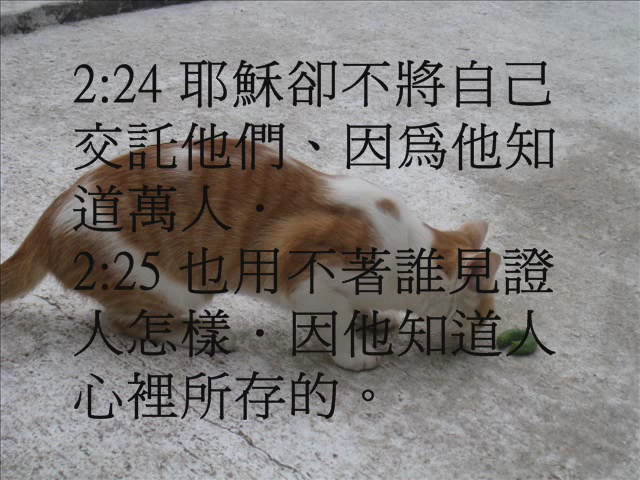 2:24 耶穌卻不將自己
交託他們、因爲他知
道萬人．
2:25 也用不著誰見證
人怎樣．因他知道人
心裡所存的。